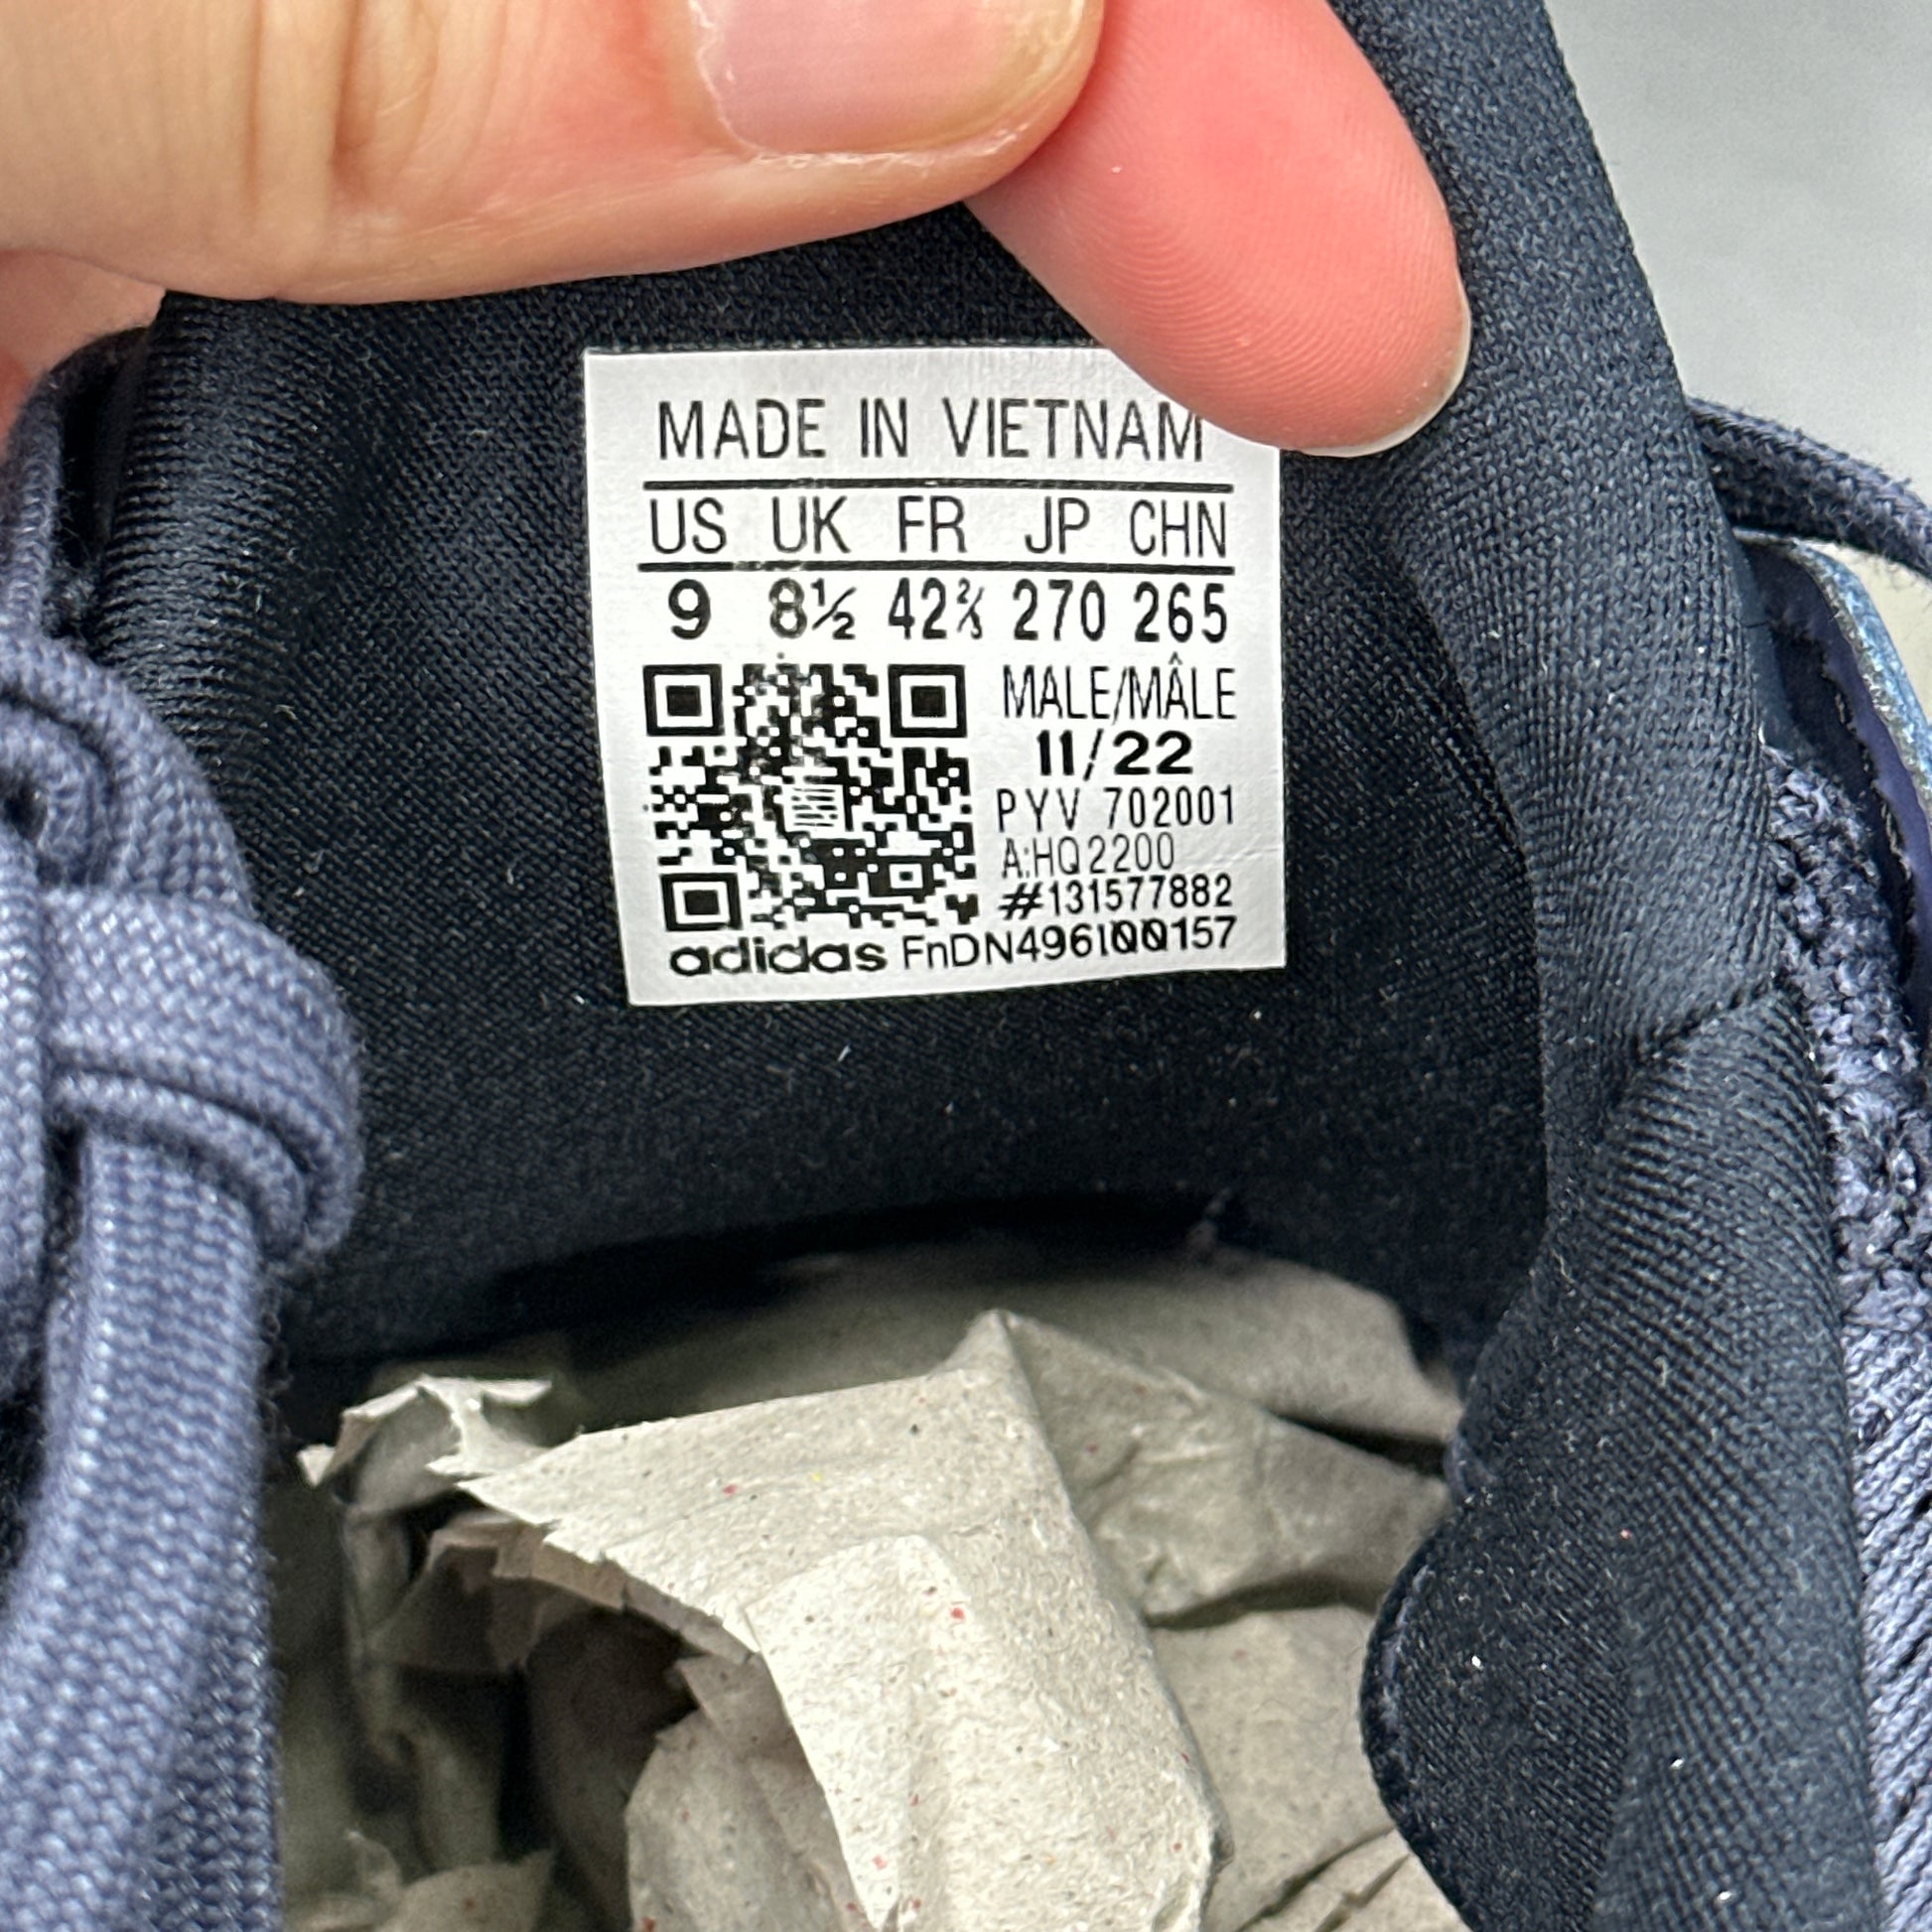 MADE IN VIETNAM
US UK FR JP CHN
9 8½ 42⅔ 270 265
MALE/MÂLE
11/22
PYV 702001
A:HQ2200
#131577882
adidas FnDN496I00157